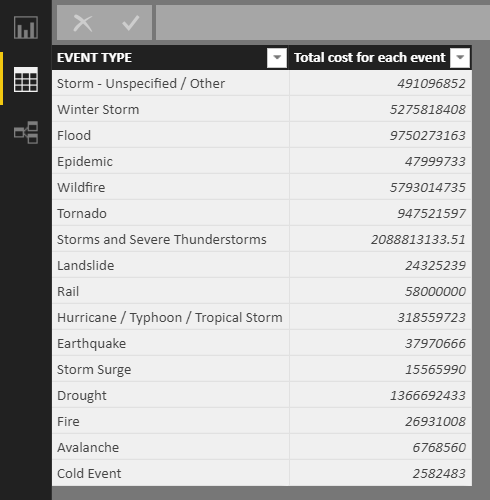 EVENT TYPE Total cost for each event
Storm - Unspecified / Other 491096852
Winter Storm 5275818408
Flood 9750273163
Epidemic 47999733
Wildfire 5793014735
Tornado 947521597
Storms and Severe Thunderstorms 2088813133.51
Landslide 24325239
Rail 58000000
Hurricane / Typhoon / Tropical Storm 318559723
Earthquake 37970666
Storm Surge 15565990
Drought 1366692433
Fire 26931008
Avalanche 6768560
Cold Event 2582483